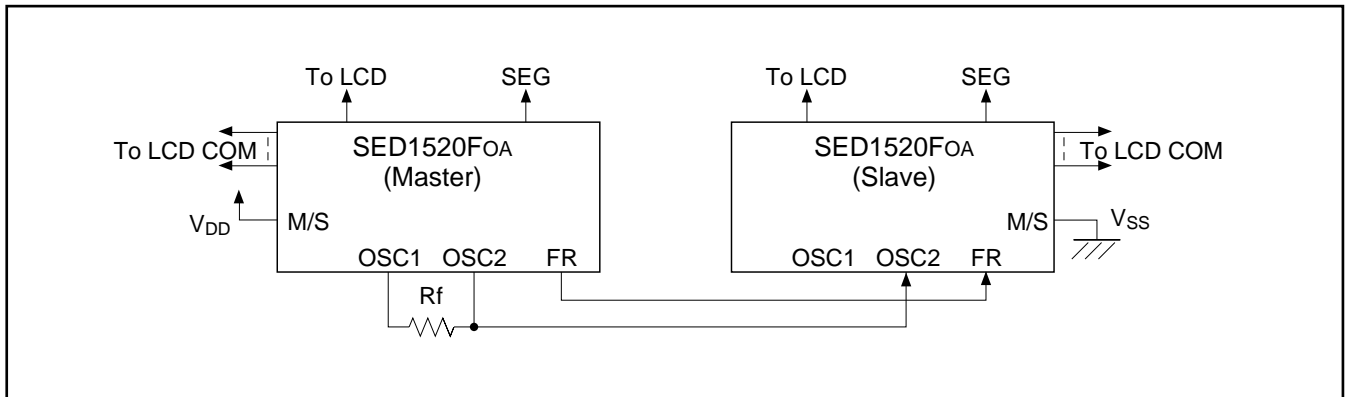 To LCD
SEG
To LCD COM
SED1520FOA
(Master)
VDD
M/S
OSC1
OSC2
FR
Rf
To LCD
SEG
SED1520FOA
(Slave)
To LCD COM
M/S
VSS
OSC1
OSC2
FR